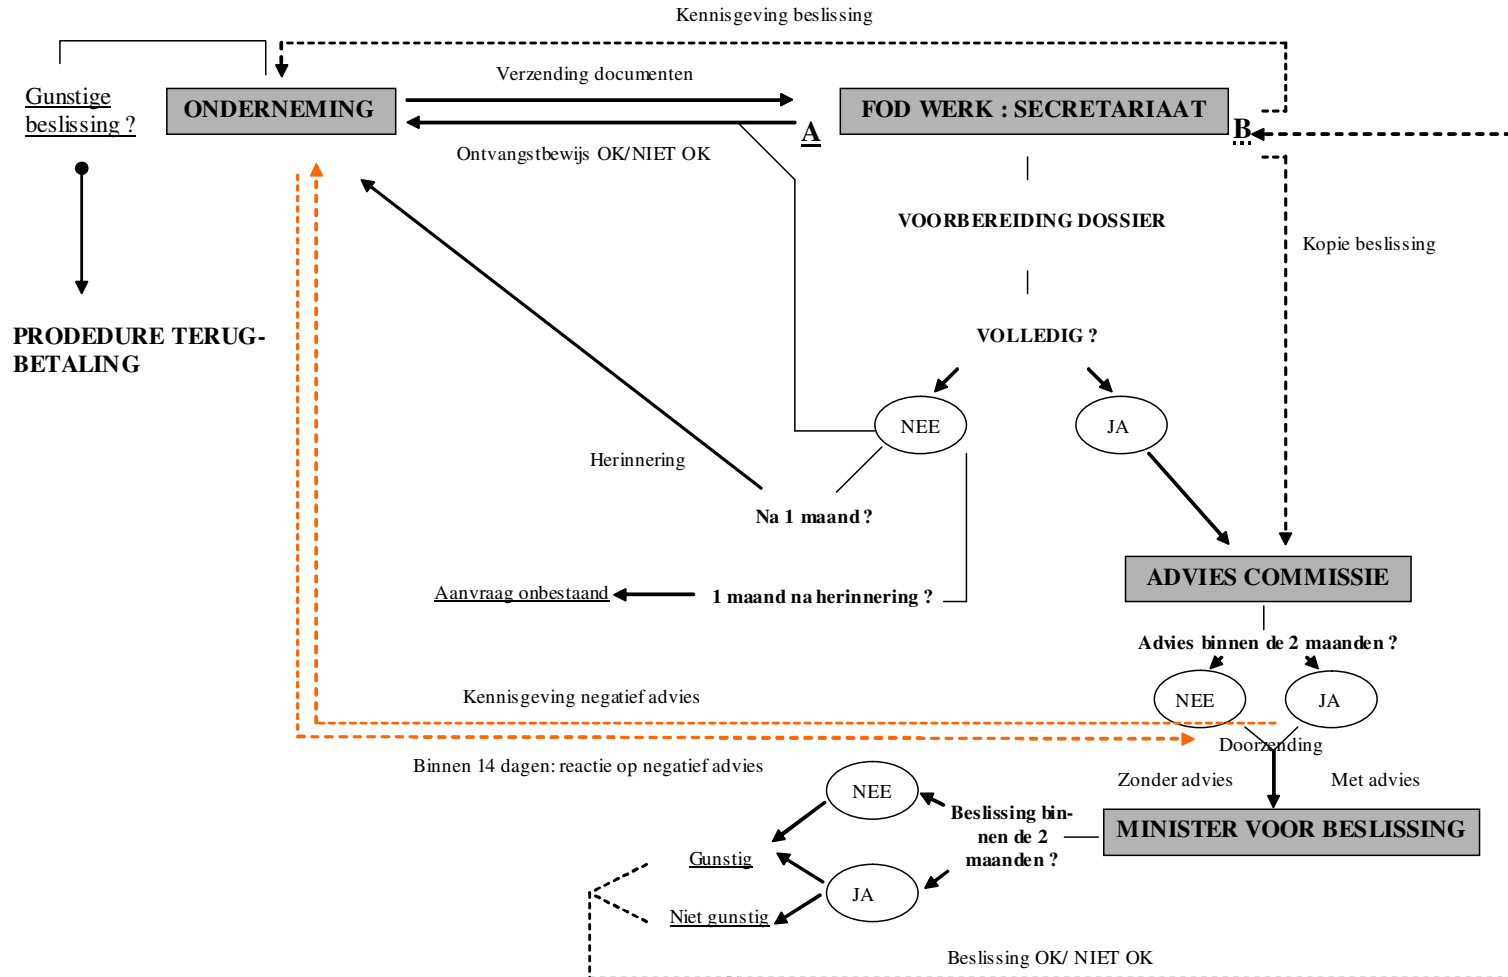 Kennisgeving beslissing
Verzending documenten
Gunstige
beslissing ?
ONDERNEMING
FOD WERK : SECRETARIAAT
A
B
Ontvangstbewijs OK/NIET OK
VOORBEREIDING DOSSIER
Kopie beslissing
PRODEDURE TERUG-
BETALING
VOLLEDIG ?
NEE
JA
Herinnering
Na 1 maand ?
ADVIES COMMISSIE
Aanvraag onbestaand
1 maand na herinnering ?
Advies binnen de 2 maanden ?
Kennisgeving negatief advies
NEE
JA
Doorzending
Binnen 14 dagen: reactie op negatief advies
Zonder advies
Met advies
NEE
Beslissing bin-
nen de 2
maanden ?
MINISTER VOOR BESLISSING
Gunstig
JA
Niet gunstig
Beslissing OK/ NIET OK